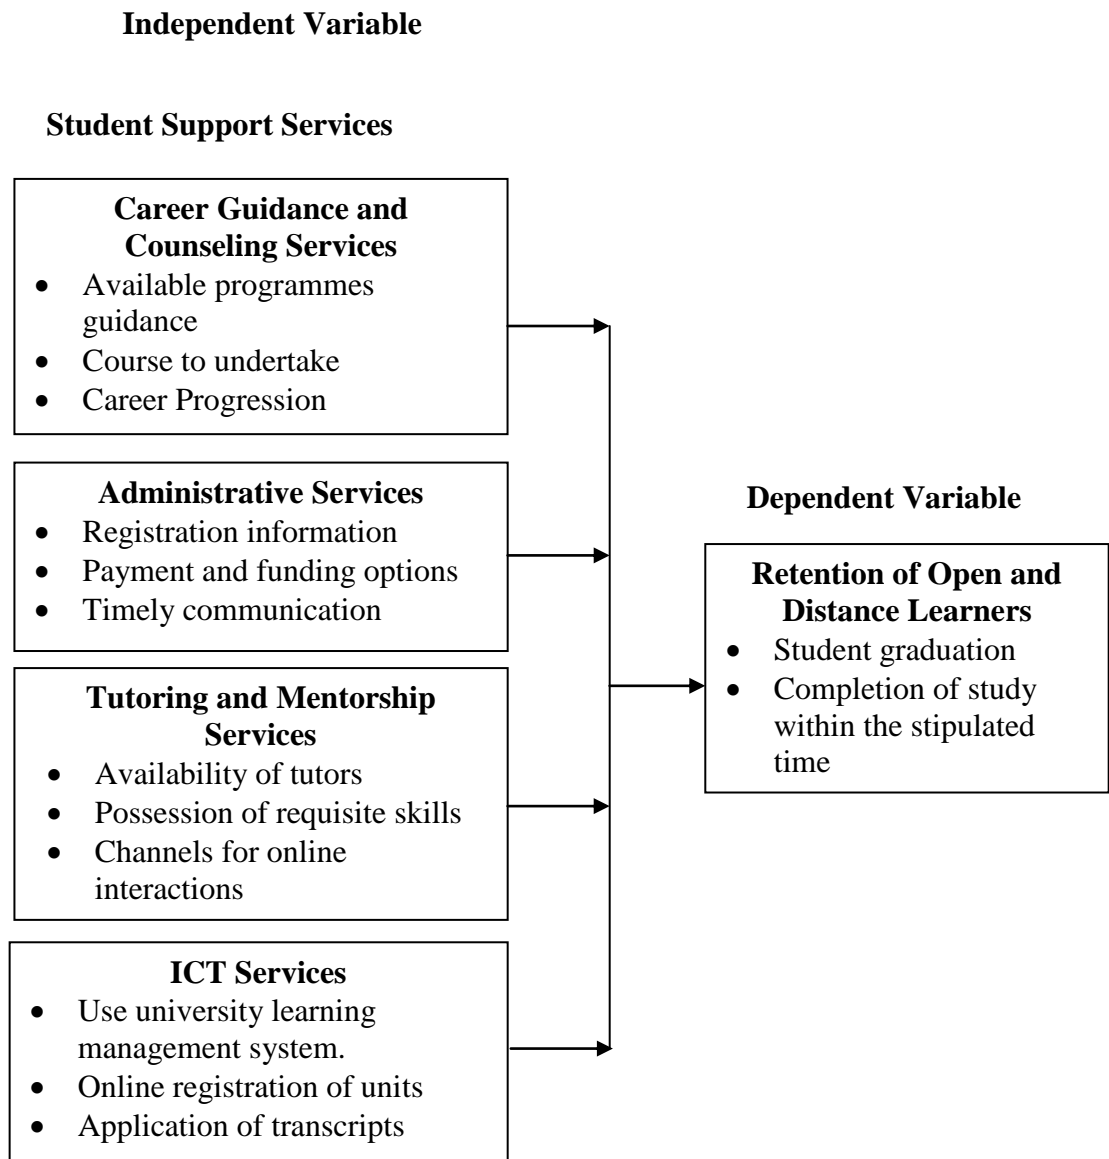 Independent Variable
Student Support Services
Career Guidance and
Counseling Services
• Available programmes
guidance
• Course to undertake
• Career Progression
Administrative Services
• Registration information
• Payment and funding options
• Timely communication
Tutoring and Mentorship
Services
• Availability of tutors
• Possession of requisite skills
• Channels for online
interactions
ICT Services
• Use university learning
management system.
• Online registration of units
• Application of transcripts
Dependent Variable
Retention of Open and
Distance Learners
• Student graduation
• Completion of study
within the stipulated
time